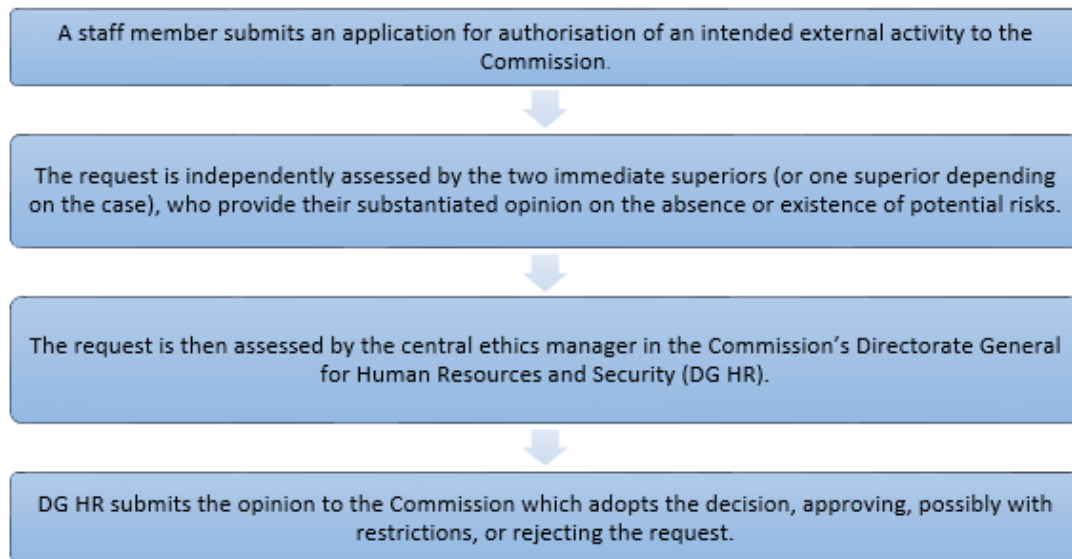 A staff member submits an application for authorisation of an intended external activity to the
Commission.
The request is independently assessed by the two immediate superiors (or one superior depending
on the case), who provide their substantiated opinion on the absence or existence of potential risks.
The request is then assessed by the central ethics manager in the Commission’s Directorate General
for Human Resources and Security (DG HR).
DG HR submits the opinion to the Commission which adopts the decision, approving, possibly with
restrictions, or rejecting the request.